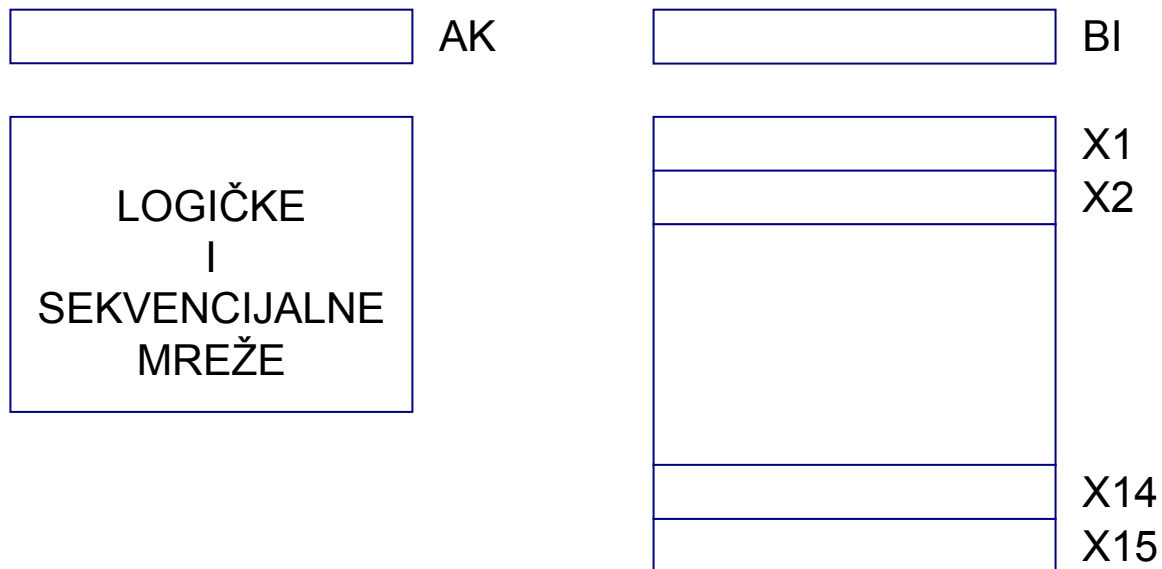 AK
BI
LOGIČKE
I
SEKVENCIJALNE
MREŽE
X1
X2
X14
X15